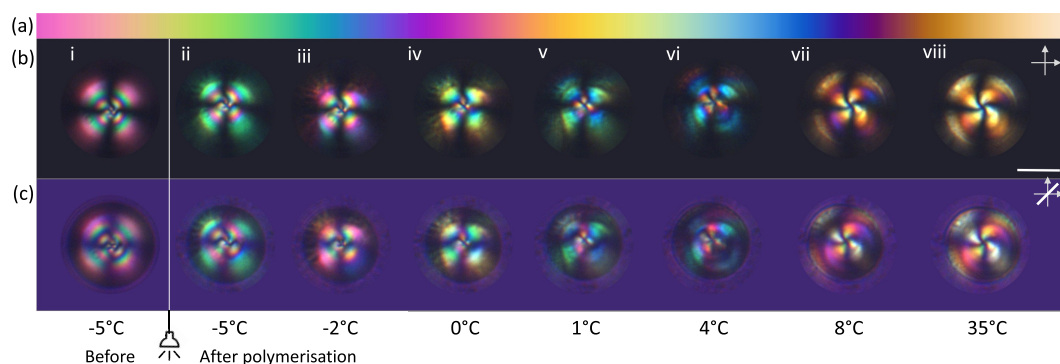 (a)
(b) i ii iii iv v vi vii viii
(c)
-5°C -5°C -2°C 0°C 1°C 4°C 8°C 35°C
Before After polymerisation